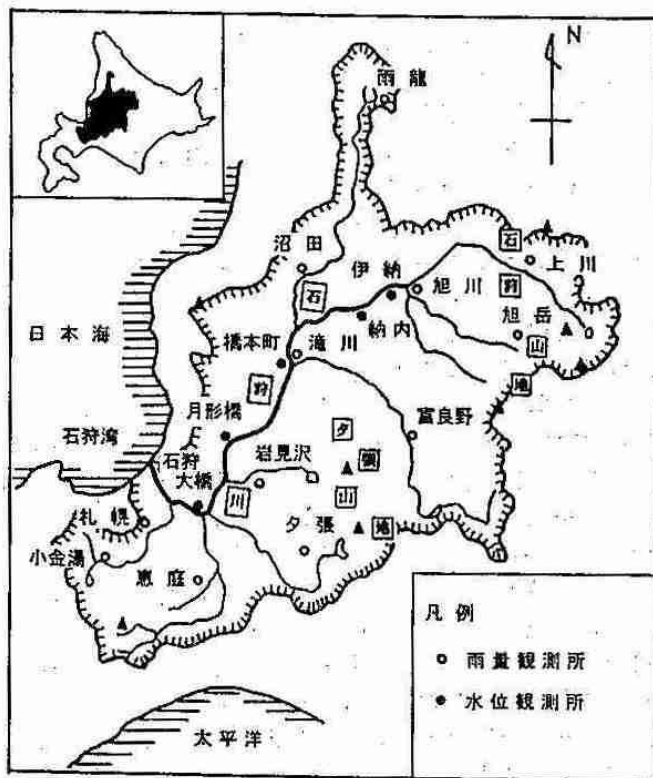 N
雨龍
沼田
伊納
石
上川
石
旭川
狩
旭岳
日本海
橋本町
滝川
納内
山
狩
地
月形橋
富良野
夕
石狩湾
岩見沢
張
石狩
大橋
川
山
札幌
夕張
地
小金湯
恵庭
凡例
雨量観測所
水位観測所
太平洋